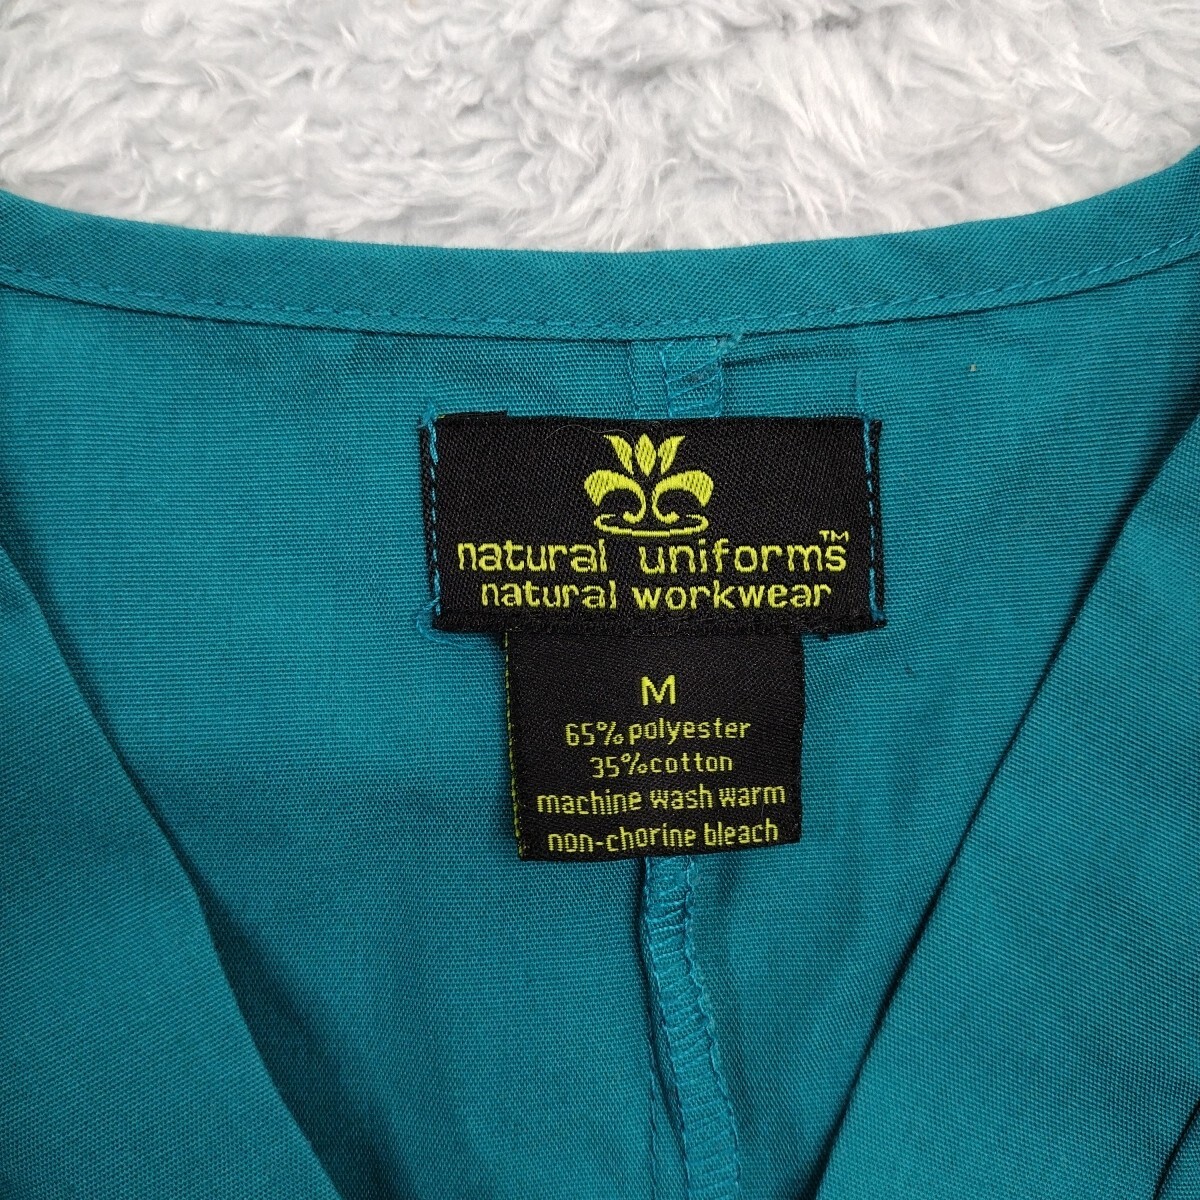 natural uniforms™
natural workwear
M
65% polyester
35% cotton
machine wash warm
non-chorine bleach